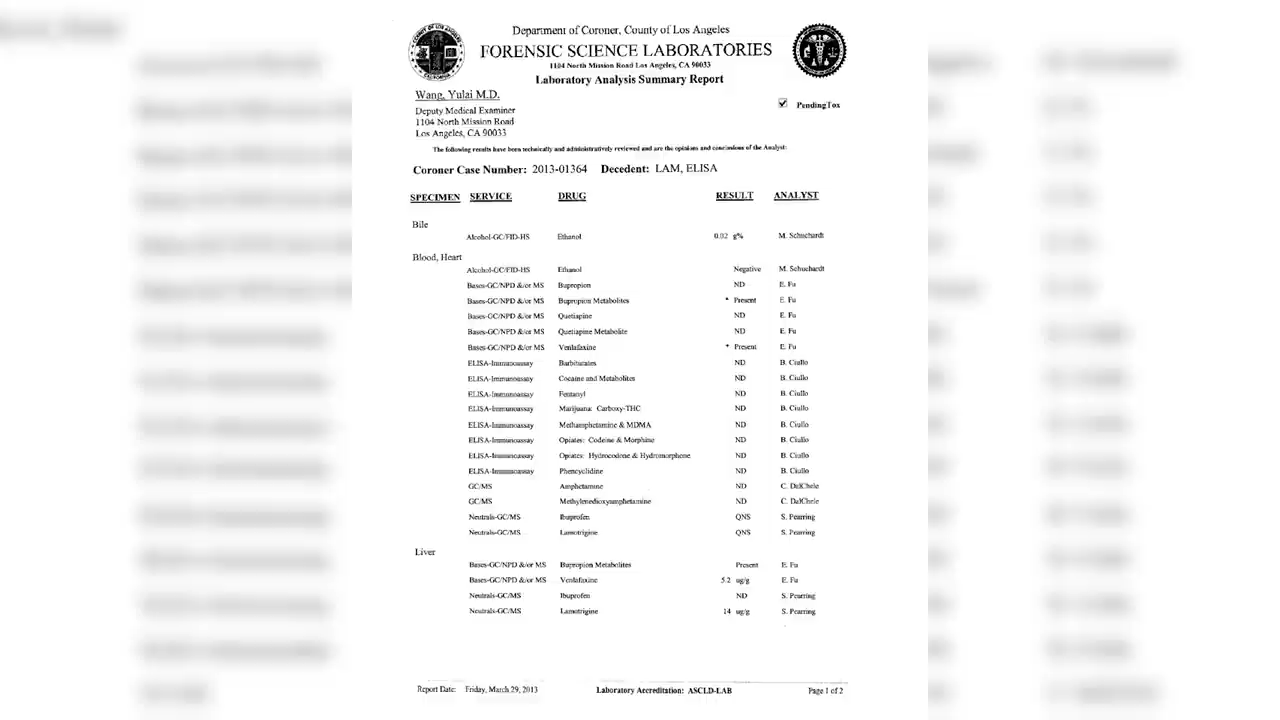 Department of Coroner, County of Los Angeles
FORENSIC SCIENCE LABORATORIES
1104 North Mission Road Los Angeles, CA 90033
Laboratory Analysis Summary Report
Wang, Yulai M.D.
Deputy Medical Examiner
1104 North Mission Road
Los Angeles, CA 90033
PendingTox
The following results have been technically and administratively reviewed and are the opinions and conclusions of the Analyst:
Coroner Case Number: 2013-01364 Decedent: LAM, ELISA
SPECIMEN SERVICE DRUG RESULT ANALYST
Bile
Alcohol-GC/FID-HS Ethanol 0.02 g% M. Schuchardt
Blood, Heart
Alcohol-GC/FID-HS Ethanol Negative M. Schuchardt
Bases-GC/NPD &/or MS Bupropion ND E. Fu
Bases-GC/NPD &/or MS Bupropion Metabolites * Present E. Fu
Bases-GC/NPD &/or MS Quetiapine ND E. Fu
Bases-GC/NPD &/or MS Quetiapine Metabolite ND E. Fu
Bases-GC/NPD &/or MS Venlafaxine * Present E. Fu
ELISA-Immunoassay Barbiturates ND B. Ciullo
ELISA-Immunoassay Cocaine and Metabolites ND B. Ciullo
ELISA-Immunoassay Fentanyl ND B. Ciullo
ELISA-Immunoassay Marijuana: Carboxy-THC ND B. Ciullo
ELISA-Immunoassay Methamphetamine & MDMA ND B. Ciullo
ELISA-Immunoassay Opiates: Codeine & Morphine ND B. Ciullo
ELISA-Immunoassay Opiates: Hydrocodone & Hydromorphone ND B. Ciullo
ELISA-Immunoassay Phencyclidine ND B. Ciullo
GC/MS Amphetamine ND C. DalChele
GC/MS Methylenedioxyamphetamine ND C. DalChele
Neutrals-GC/MS Ibuprofen QNS S. Pearring
Neutrals-GC/MS Lamotrigine QNS S. Pearring
Liver
Bases-GC/NPD &/or MS Bupropion Metabolites Present E. Fu
Bases-GC/NPD &/or MS Venlafaxine 5.2 ug/g E. Fu
Neutrals-GC/MS Ibuprofen ND S. Pearring
Neutrals-GC/MS Lamotrigine 14 ug/g S. Pearring
Report Date: Friday, March 29, 2013 Laboratory Accreditation: ASCLD-LAB Page 1 of 2